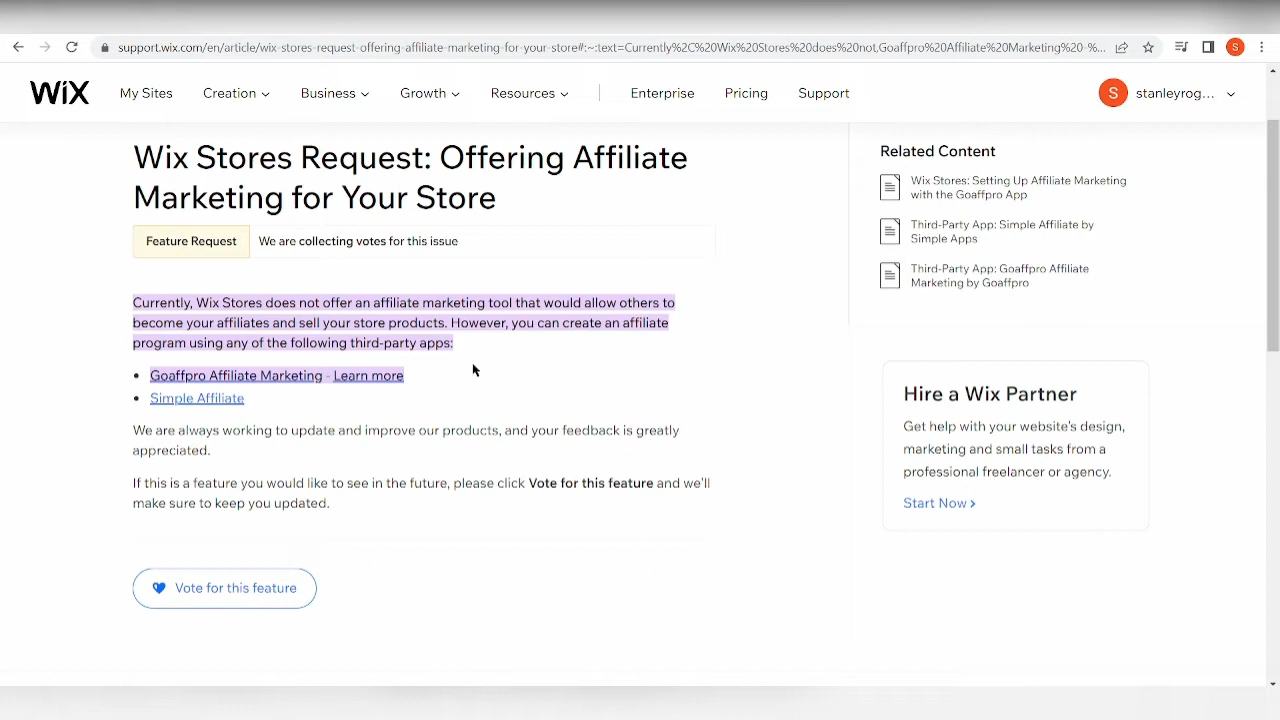 support.wix.com/en/article/wix-stores-request-offering-affiliate-marketing-for-your-store#:~:text=Currently%2C%20Wix%20Stores%20does%20not,Goaffpro%20Affiliate%20Marketing%20-%...
S
WiX
My Sites
Creation
Business
Growth
Resources
Enterprise
Pricing
Support
S
stanleyrog...
Wix Stores Request: Offering Affiliate
Marketing for Your Store
Feature Request
We are collecting votes for this issue
Currently, Wix Stores does not offer an affiliate marketing tool that would allow others to
become your affiliates and sell your store products. However, you can create an affiliate
program using any of the following third-party apps:
• Goaffpro Affiliate Marketing - Learn more
• Simple Affiliate
We are always working to update and improve our products, and your feedback is greatly
appreciated.
If this is a feature you would like to see in the future, please click Vote for this feature and we'll
make sure to keep you updated.
Vote for this feature
Related Content
Wix Stores: Setting Up Affiliate Marketing
with the Goaffpro App
Third-Party App: Simple Affiliate by
Simple Apps
Third-Party App: Goaffpro Affiliate
Marketing by Goaffpro
Hire a Wix Partner
Get help with your website's design,
marketing and small tasks from a
professional freelancer or agency.
Start Now >